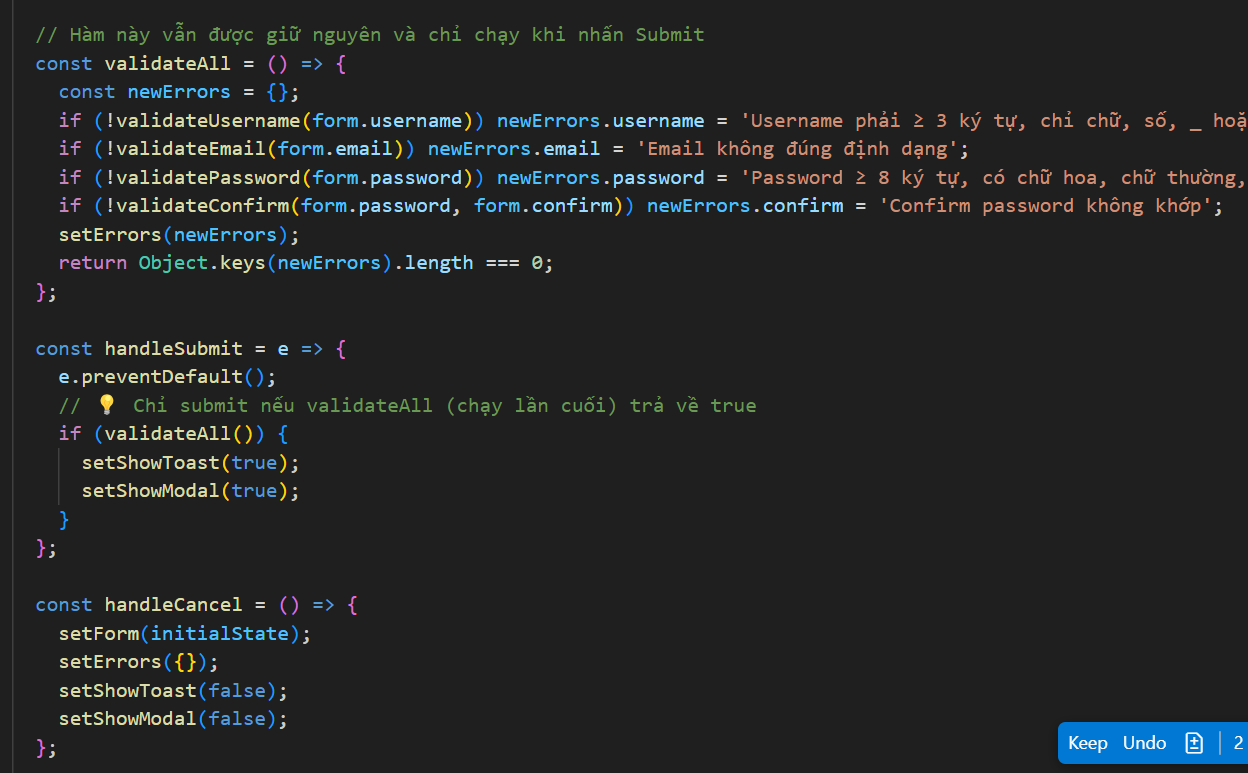 // Hàm này vẫn được giữ nguyên và chỉ chạy khi nhấn Submit
const validateAll = () => {
const newErrors = {};
if (!validateUsername(form.username)) newErrors.username = 'Username phải ≥ 3 ký tự, chỉ chữ, số, _ hoặ
if (!validateEmail(form.email)) newErrors.email = 'Email không đúng định dạng';
if (!validatePassword(form.password)) newErrors.password = 'Password ≥ 8 ký tự, có chữ hoa, chữ thường,
if (!validateConfirm(form.password, form.confirm)) newErrors.confirm = 'Confirm password không khớp';
setErrors(newErrors);
return Object.keys(newErrors).length === 0;
};
const handleSubmit = e => {
e.preventDefault();
// 💡 Chỉ submit nếu validateAll (chạy lần cuối) trả về true
if (validateAll()) {
setShowToast(true);
setShowModal(true);
}
};
const handleCancel = () => {
setForm(initialState);
setErrors({});
setShowToast(false);
setShowModal(false);
};
Keep Undo 2